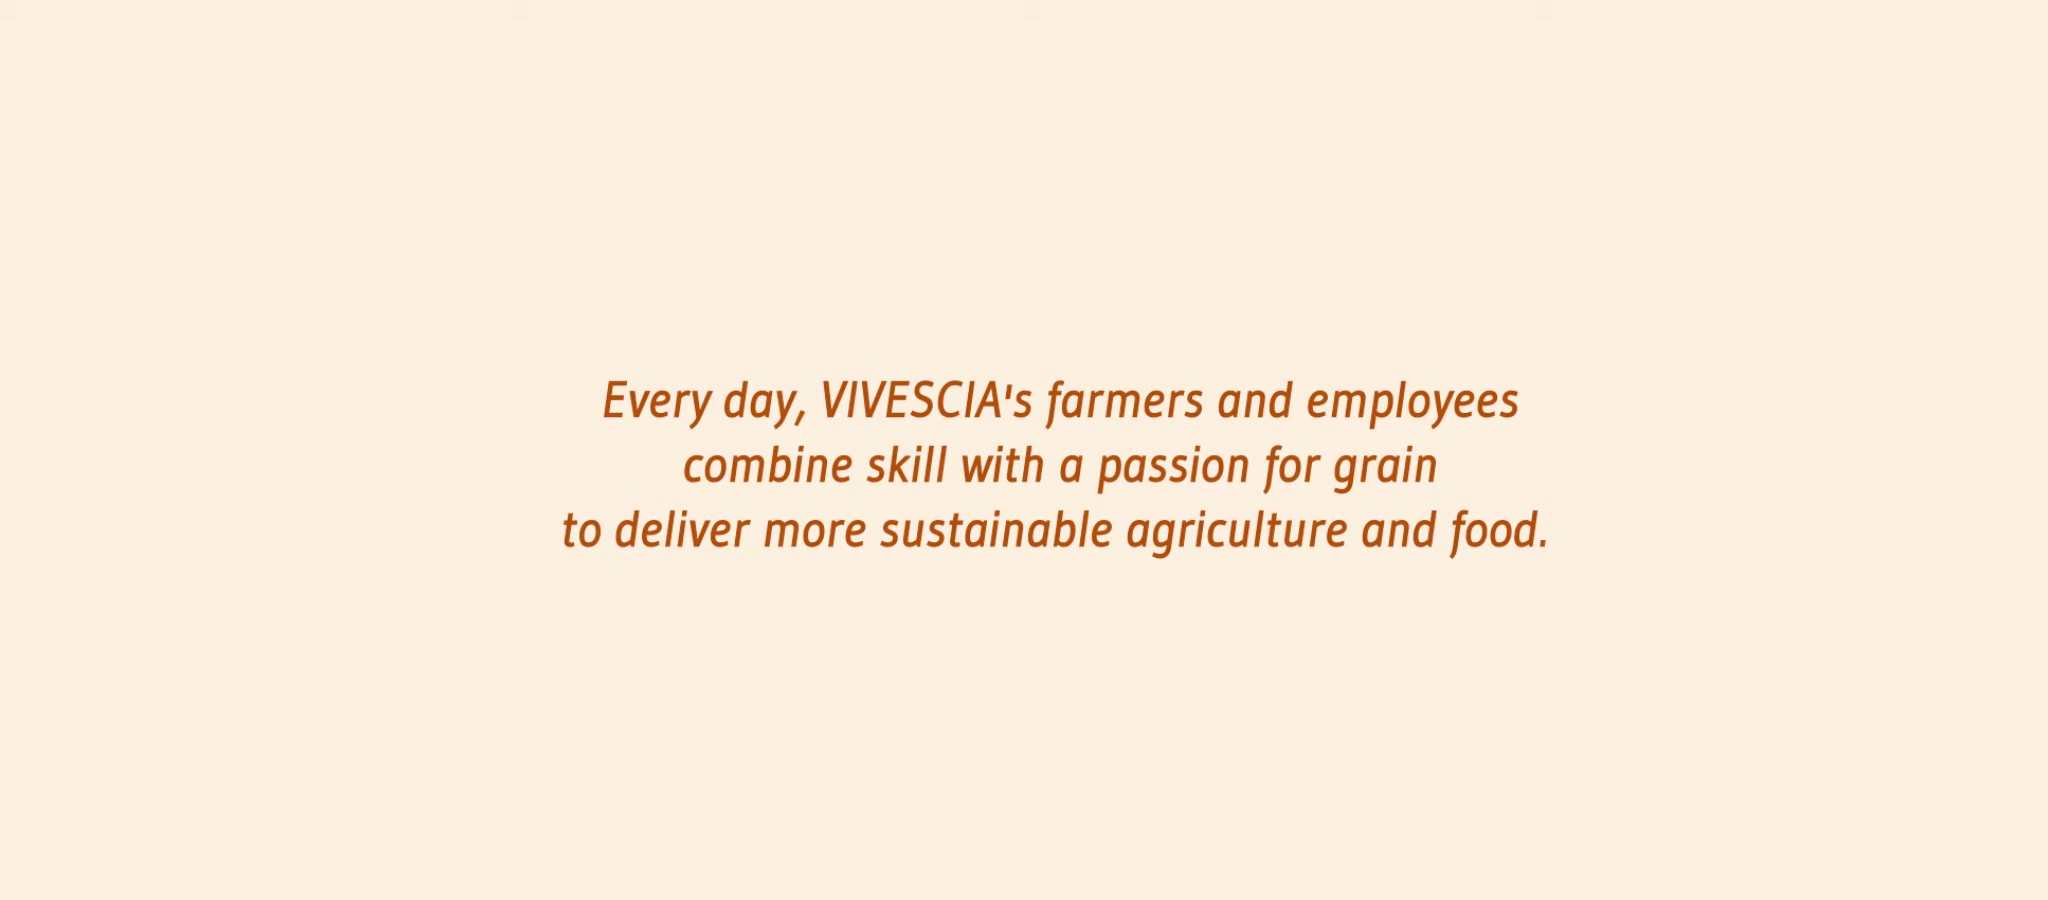 Every day, VIVESCIA's farmers and employees
combine skill with a passion for grain
to deliver more sustainable agriculture and food.